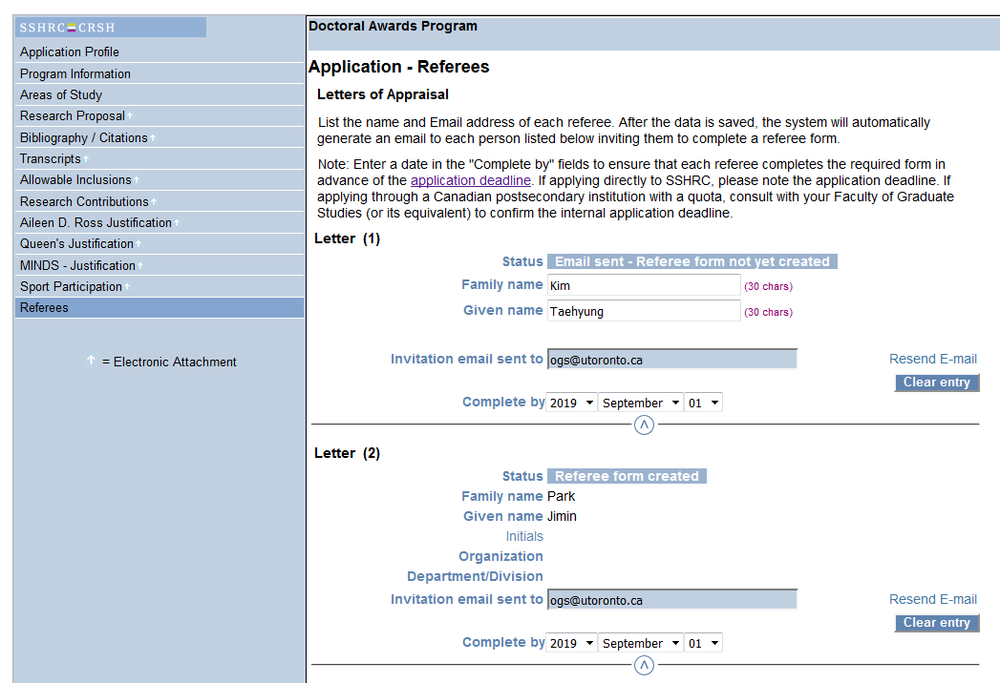 SSHRC CRSH
Application Profile
Program Information
Areas of Study
Research Proposal ↑
Bibliography / Citations ↑
Transcripts ↑
Allowable Inclusions ↑
Research Contributions ↑
Aileen D. Ross Justification ↑
Queen's Justification ↑
MINDS - Justification ↑
Sport Participation ↑
Referees
↑ = Electronic Attachment
Doctoral Awards Program
Application - Referees
Letters of Appraisal
List the name and Email address of each referee. After the data is saved, the system will automatically
generate an email to each person listed below inviting them to complete a referee form.
Note: Enter a date in the "Complete by" fields to ensure that each referee completes the required form in
advance of the application deadline. If applying directly to SSHRC, please note the application deadline. If
applying through a Canadian postsecondary institution with a quota, consult with your Faculty of Graduate
Studies (or its equivalent) to confirm the internal application deadline.
Letter (1)
Status Email sent - Referee form not yet created
Family name Kim (30 chars)
Given name Taehyung (30 chars)
Invitation email sent to ogs@utoronto.ca Resend E-mail
Clear entry
Complete by 2019 September 01
Letter (2)
Status Referee form created
Family name Park
Given name Jimin
Initials
Organization
Department/Division
Invitation email sent to ogs@utoronto.ca Resend E-mail
Clear entry
Complete by 2019 September 01